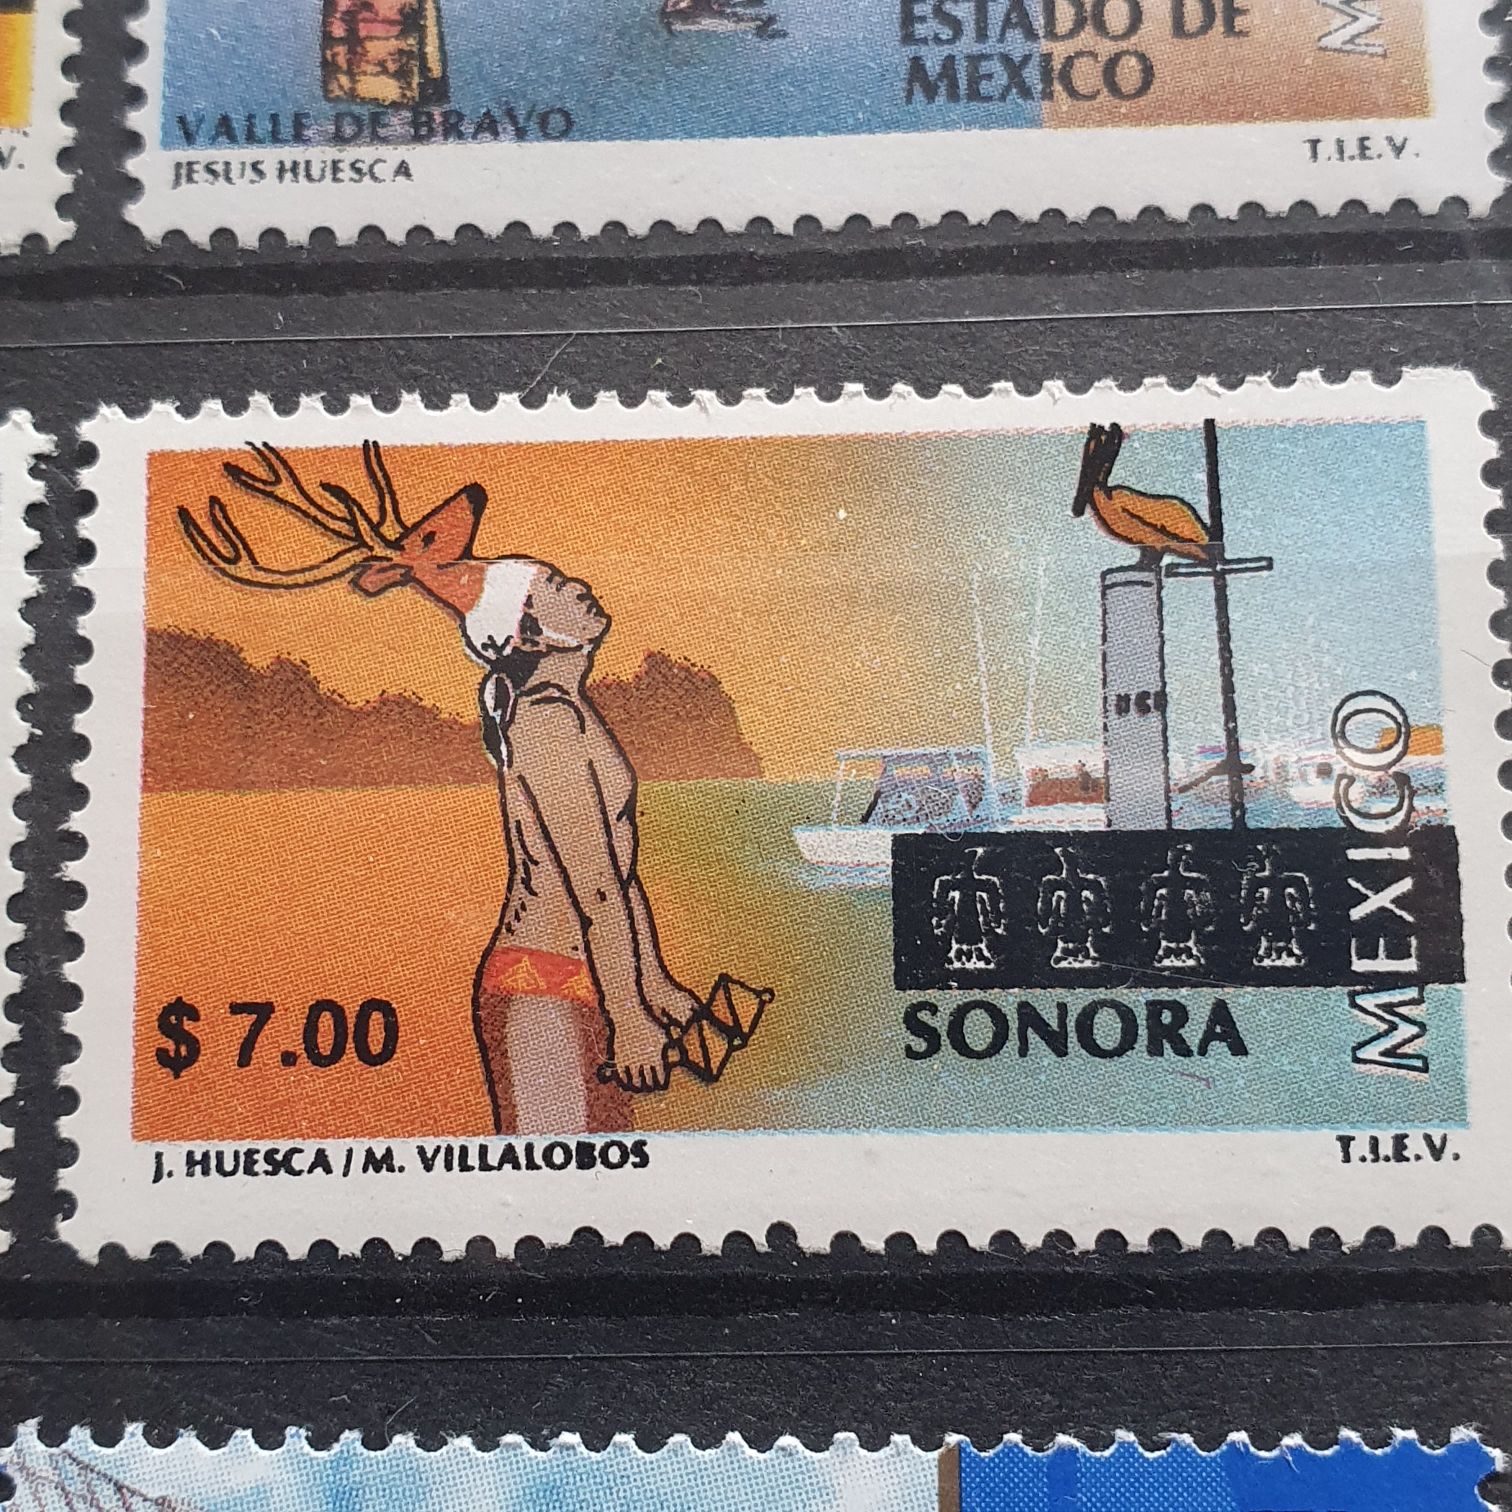 ESTADO DE
MEXICO
VALLE DE BRAVO
JESUS HUESCA
T.I.E.V.
V.
$ 7.00
SONORA
MEXICO
J. HUESCA / M. VILLALOBOS
T.I.E.V.